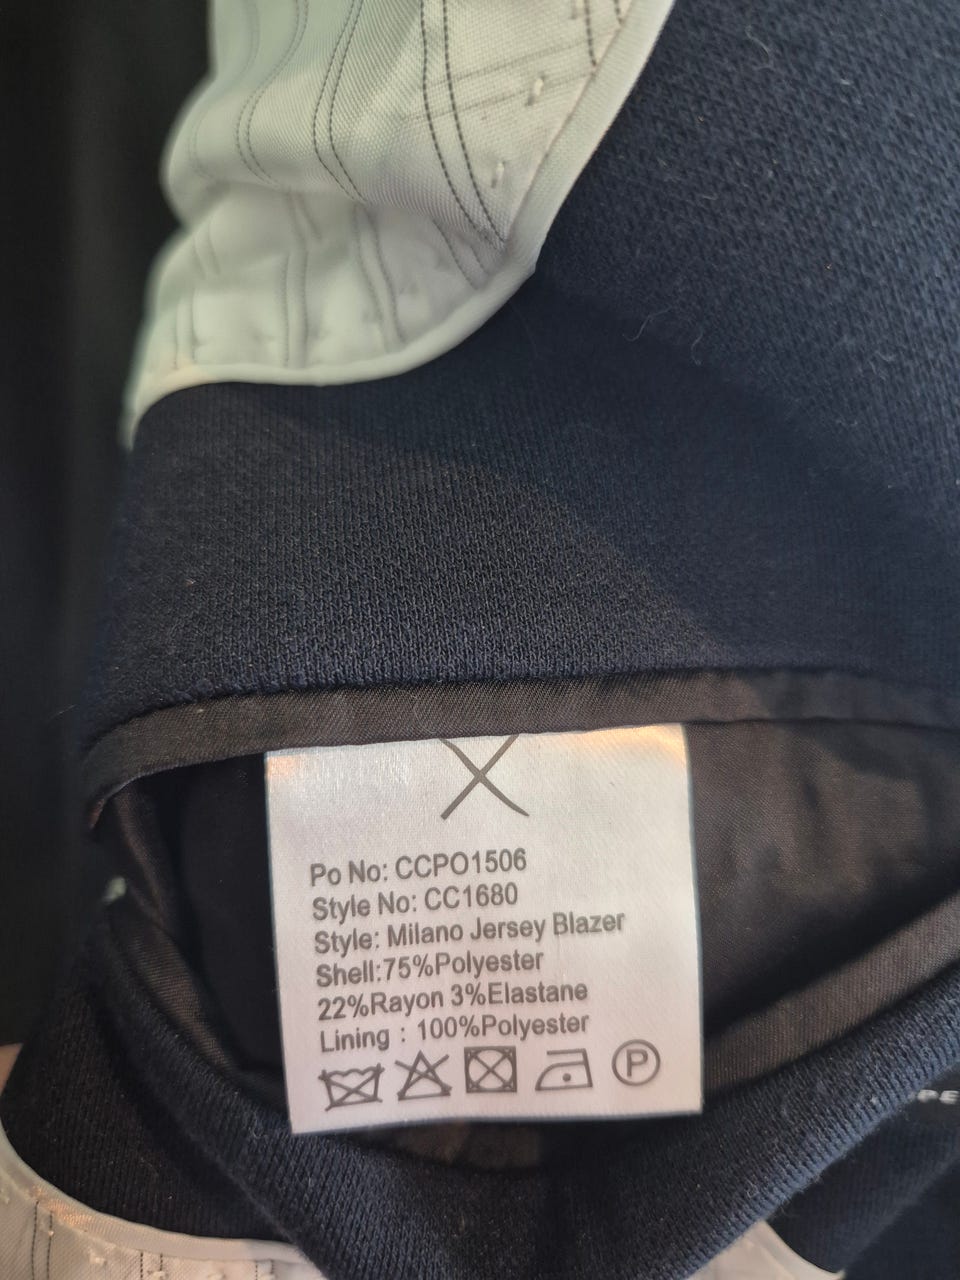 Po No: CCPO1506
Style No: CC1680
Style: Milano Jersey Blazer
Shell:75%Polyester
22%Rayon 3%Elastane
Lining : 100%Polyester
P
PE